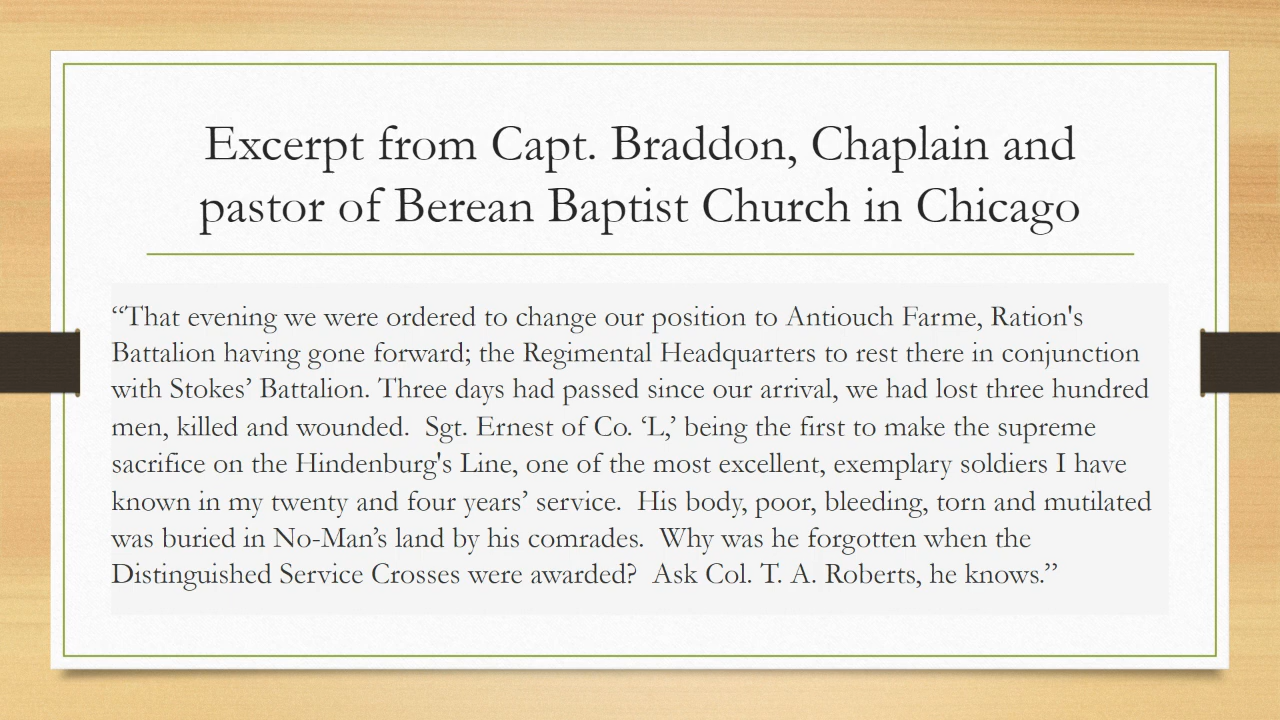 Excerpt from Capt. Braddon, Chaplain and
pastor of Berean Baptist Church in Chicago
“That evening we were ordered to change our position to Antiouch Farme, Ration's
Battalion having gone forward; the Regimental Headquarters to rest there in conjunction
with Stokes’ Battalion. Three days had passed since our arrival, we had lost three hundred
men, killed and wounded.  Sgt. Ernest of Co. ‘L,’ being the first to make the supreme
sacrifice on the Hindenburg's Line, one of the most excellent, exemplary soldiers I have
known in my twenty and four years’ service.  His body, poor, bleeding, torn and mutilated
was buried in No-Man’s land by his comrades.  Why was he forgotten when the
Distinguished Service Crosses were awarded?  Ask Col. T. A. Roberts, he knows.”